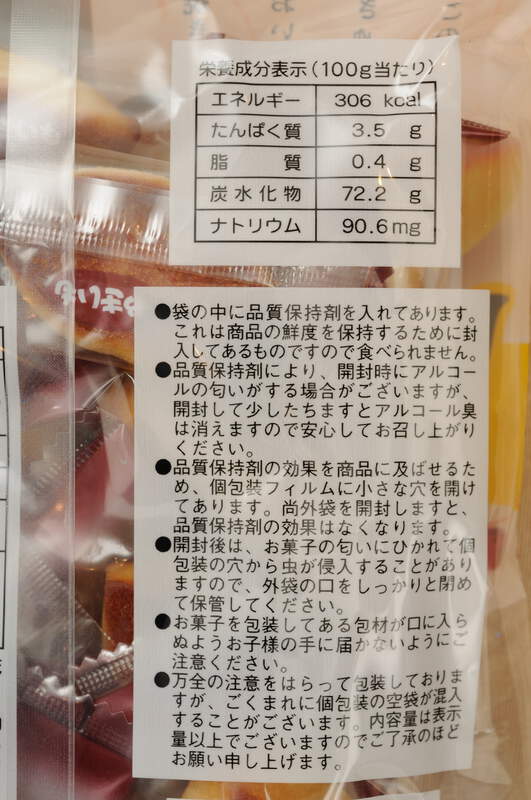 栄養成分表示(100g当たり)
エネルギー 306 kcal
たんぱく質 3.5 g
脂質 0.4 g
炭水化物 72.2 g
ナトリウム 90.6mg
●袋の中に品質保持剤を入れてあります。
これは商品の鮮度を保持するために封
入してあるものですので食べられません。
●品質保持剤により、開封時にアルコー
ルの匂いがする場合がございますが、
開封して少したちますとアルコール臭
は消えますので安心してお召し上がり
ください。
●品質保持剤の効果を商品に及ばせるた
め、個包装フィルムに小さな穴を開け
てあります。尚外袋を開封しますと、
品質保持剤の効果はなくなります。
●開封後は、お菓子の匂いにひかれて個
包装の穴から虫が侵入することがあり
ますので、外袋の口をしっかりと閉め
て保管してください。
●お菓子を包装してある包材が口に入ら
ぬようお子様の手に届かないようにご
注意ください。
●万全の注意をはらって包装しておりま
すが、ごくまれに個包装の空袋が混入
することがございます。内容量は表示
量以上でございますのでご了承のほど
お願い申し上げます。